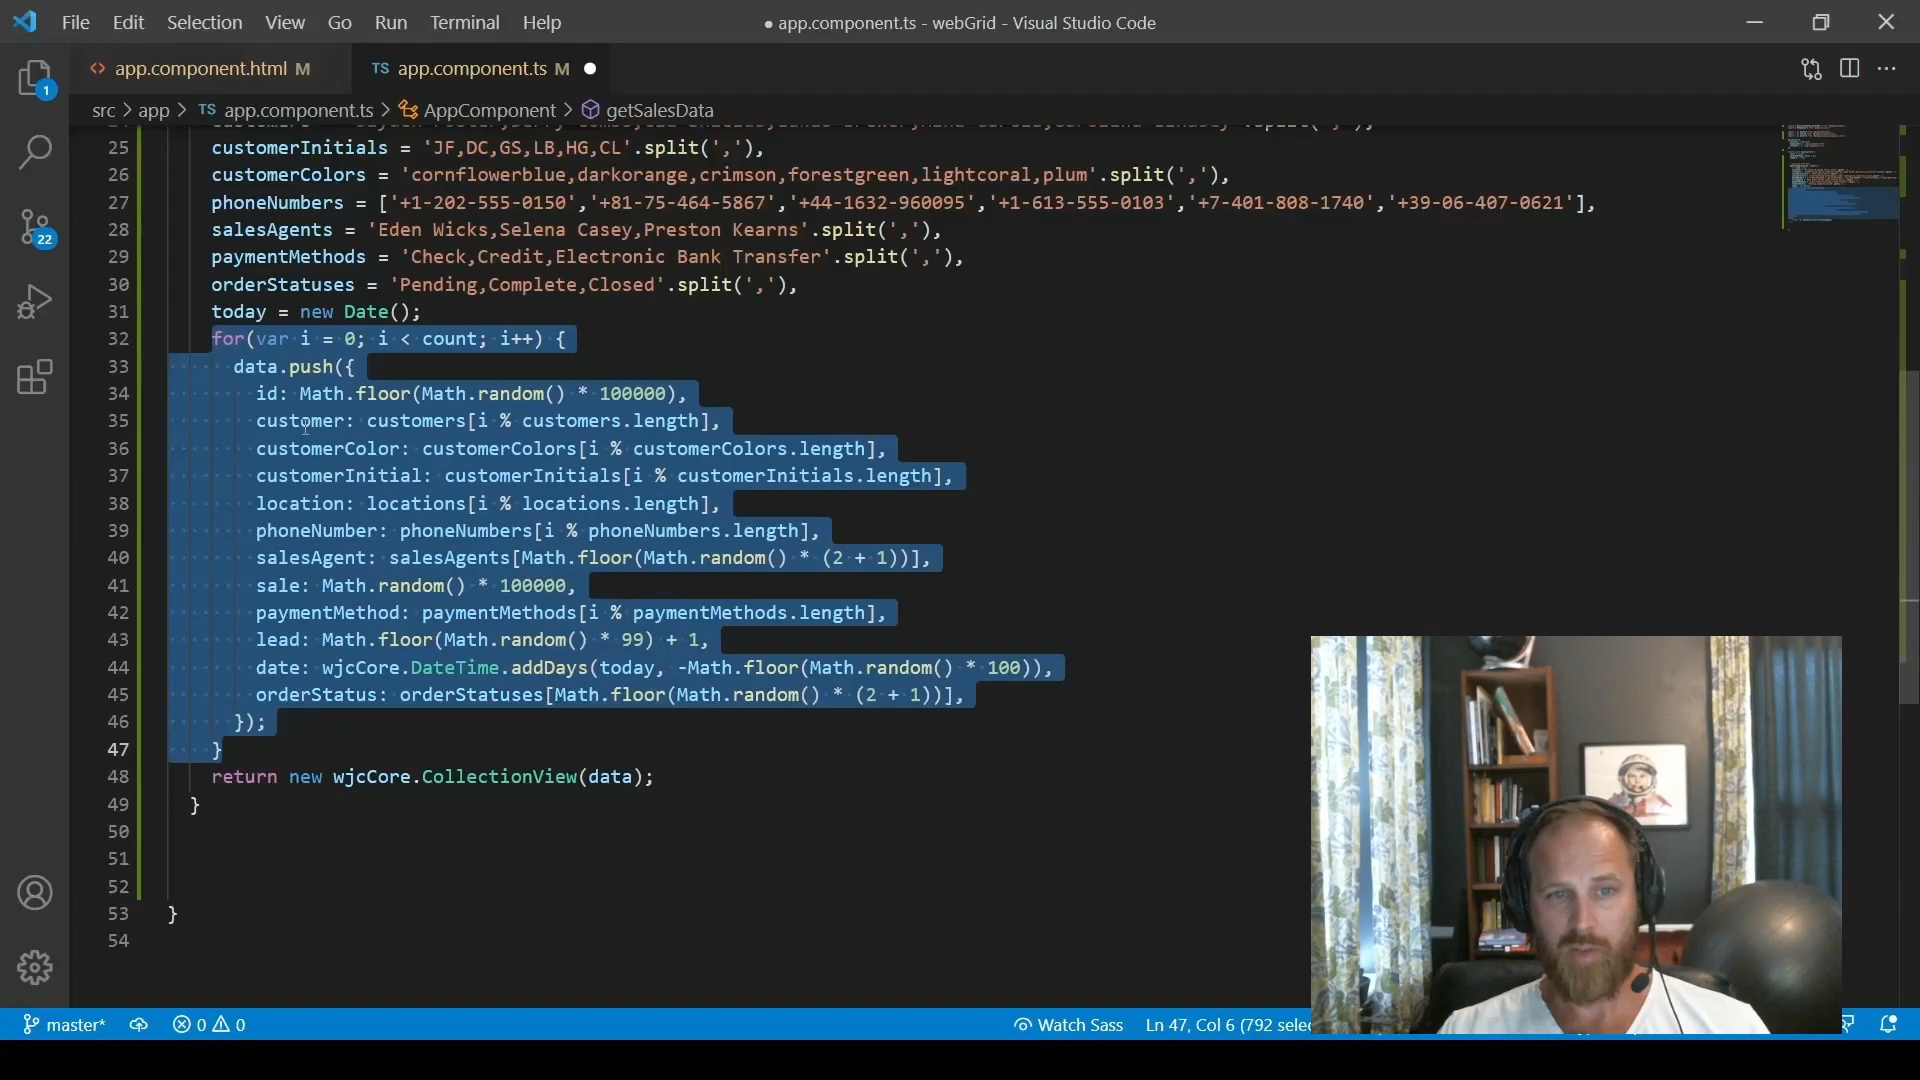 File Edit Selection View Go Run Terminal Help
● app.component.ts - webGrid - Visual Studio Code
app.component.html M
TS app.component.ts M
src > app > TS app.component.ts > AppComponent > getSalesData
25 customerInitials = 'JF,DC,GS,LB,HG,CL'.split(','),
26 customerColors = 'cornflowerblue,darkorange,crimson,forestgreen,lightcoral,plum'.split(','),
27 phoneNumbers = ['+1-202-555-0150','+81-75-464-5867','+44-1632-960095','+1-613-555-0103','+7-401-808-1740','+39-06-407-0621'],
28 salesAgents = 'Eden Wicks,Selena Casey,Preston Kearns'.split(','),
29 paymentMethods = 'Check,Credit,Electronic Bank Transfer'.split(','),
30 orderStatuses = 'Pending,Complete,Closed'.split(','),
31 today = new Date();
32 for(var i = 0; i < count; i++) {
33 data.push({
34 id: Math.floor(Math.random() * 100000),
35 customer: customers[i % customers.length],
36 customerColor: customerColors[i % customerColors.length],
37 customerInitial: customerInitials[i % customerInitials.length],
38 location: locations[i % locations.length],
39 phoneNumber: phoneNumbers[i % phoneNumbers.length],
40 salesAgent: salesAgents[Math.floor(Math.random() * (2 + 1))],
41 sale: Math.random() * 100000,
42 paymentMethod: paymentMethods[i % paymentMethods.length],
43 lead: Math.floor(Math.random() * 99) + 1,
44 date: wjcCore.DateTime.addDays(today, -Math.floor(Math.random() * 100)),
45 orderStatus: orderStatuses[Math.floor(Math.random() * (2 + 1))],
46 });
47 }
48 return new wjcCore.CollectionView(data);
49 }
50
51
52
53 }
54
1
22
master* 0 0
Watch Sass Ln 47, Col 6 (792 selec